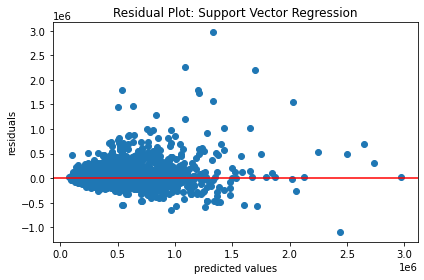 1e6
Residual Plot: Support Vector Regression
3.0
2.5
2.0
1.5
1.0
0.5
0.0
−0.5
−1.0
residuals
0.0 0.5 1.0 1.5 2.0 2.5 3.0
predicted values 1e6